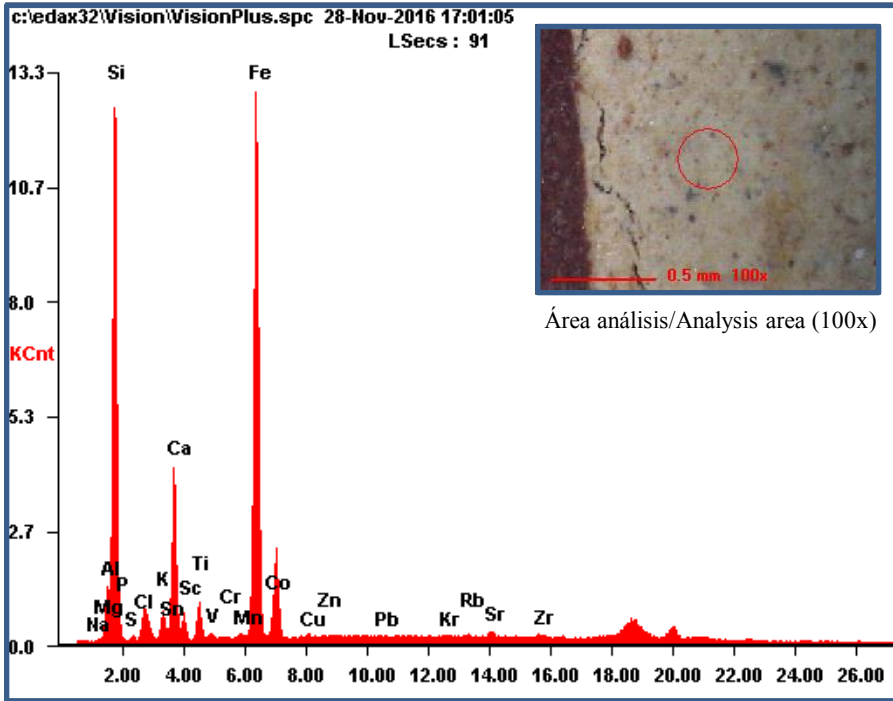 c:\edax32\Vision\VisionPlus.spc 28-Nov-2016 17:01:05
LSecs : 91
13.3
10.7
8.0
KCnt
5.3
2.7
0.0
Si
Fe
Ca
Al
P
Mg
Na
S
Cl
K
Sn
Sc
Ti
V
Cr
Mn
Co
Zn
Cu
Pb
Kr
Rb
Sr
Zr
2.00 4.00 6.00 8.00 10.00 12.00 14.00 16.00 18.00 20.00 22.00 24.00 26.00
0.5 mm 100x
Área análisis/Analysis area (100x)